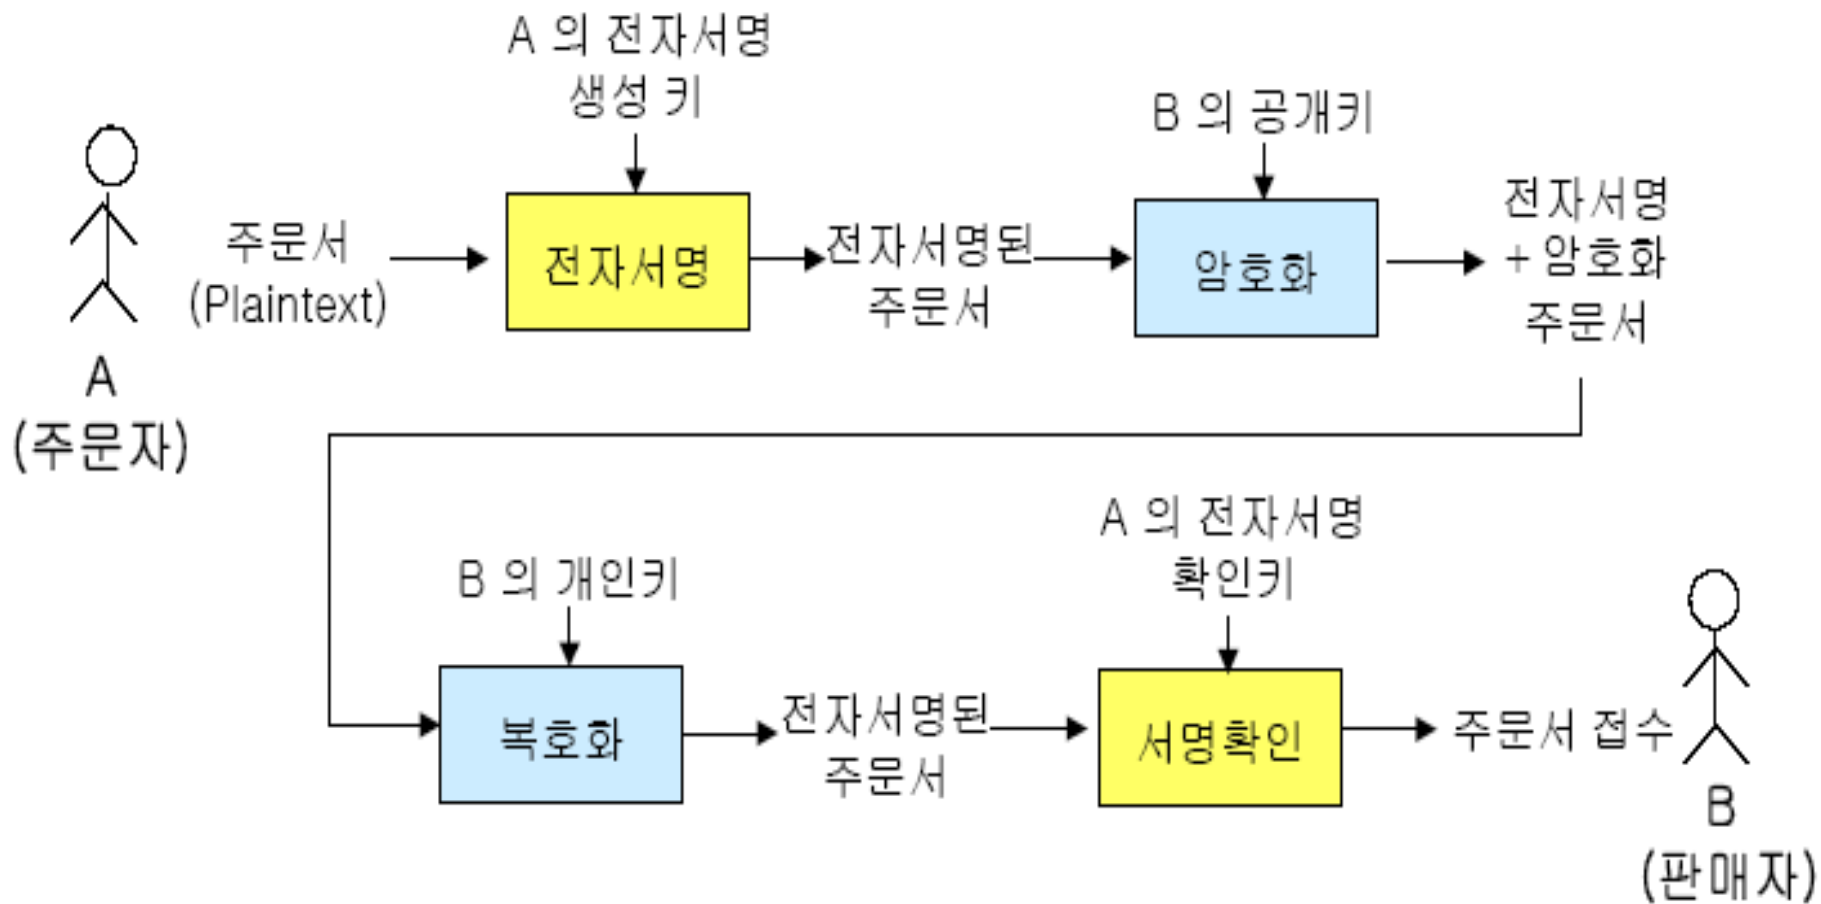 A 의 전자서명
생성 키
B 의 공개키
주문서
(Plaintext)
전자서명
전자서명된
주문서
암호화
전자서명
+ 암호화
주문서
A
(주문자)
B 의 개인키
A 의 전자서명
확인키
복호화
전자서명된
주문서
서명확인
주문서 접수
B
(판매자)